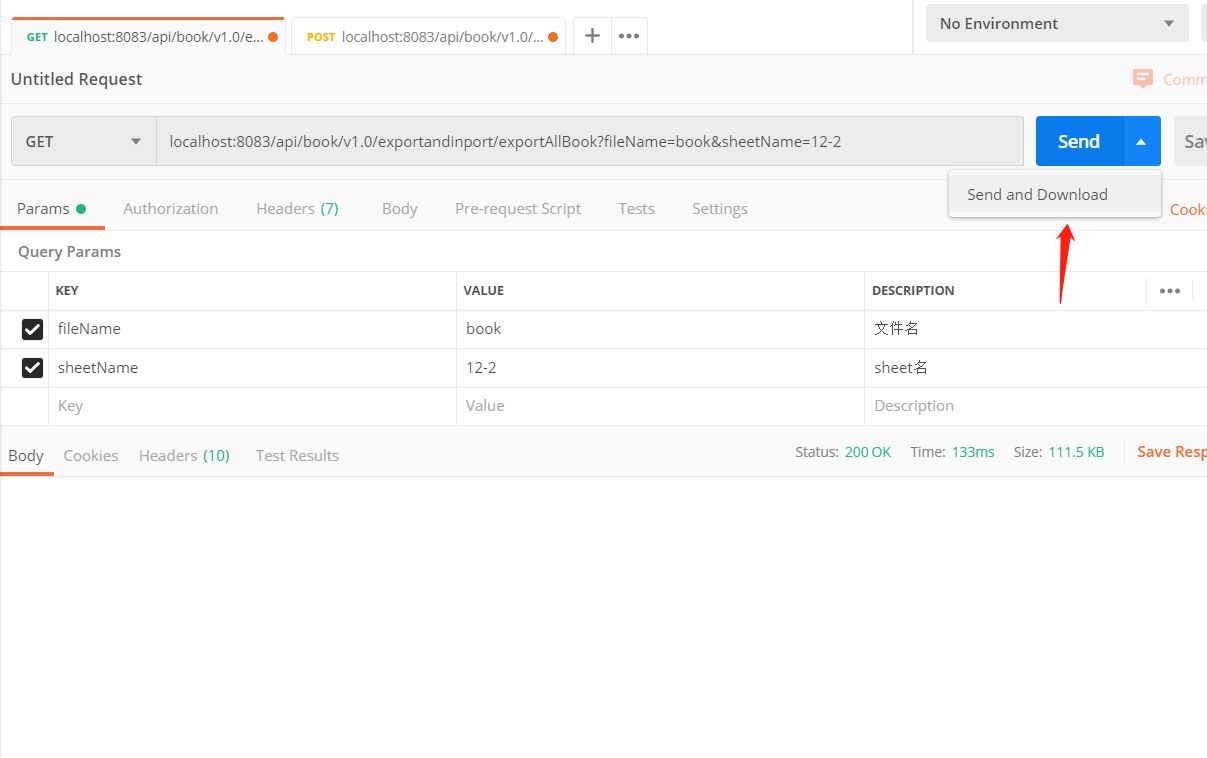 GET localhost:8083/api/book/v1.0/e... POST localhost:8083/api/book/v1.0/... No Environment
Untitled Request Comm
GET localhost:8083/api/book/v1.0/exportandinport/exportAllBook?fileName=book&sheetName=12-2 Send Sa
Send and Download
Params Authorization Headers (7) Body Pre-request Script Tests Settings Cooki
Query Params
KEY VALUE DESCRIPTION
fileName book 文件名
sheetName 12-2 sheet名
Key Value Description
Body Cookies Headers (10) Test Results Status: 200 OK Time: 133ms Size: 111.5 KB Save Resp